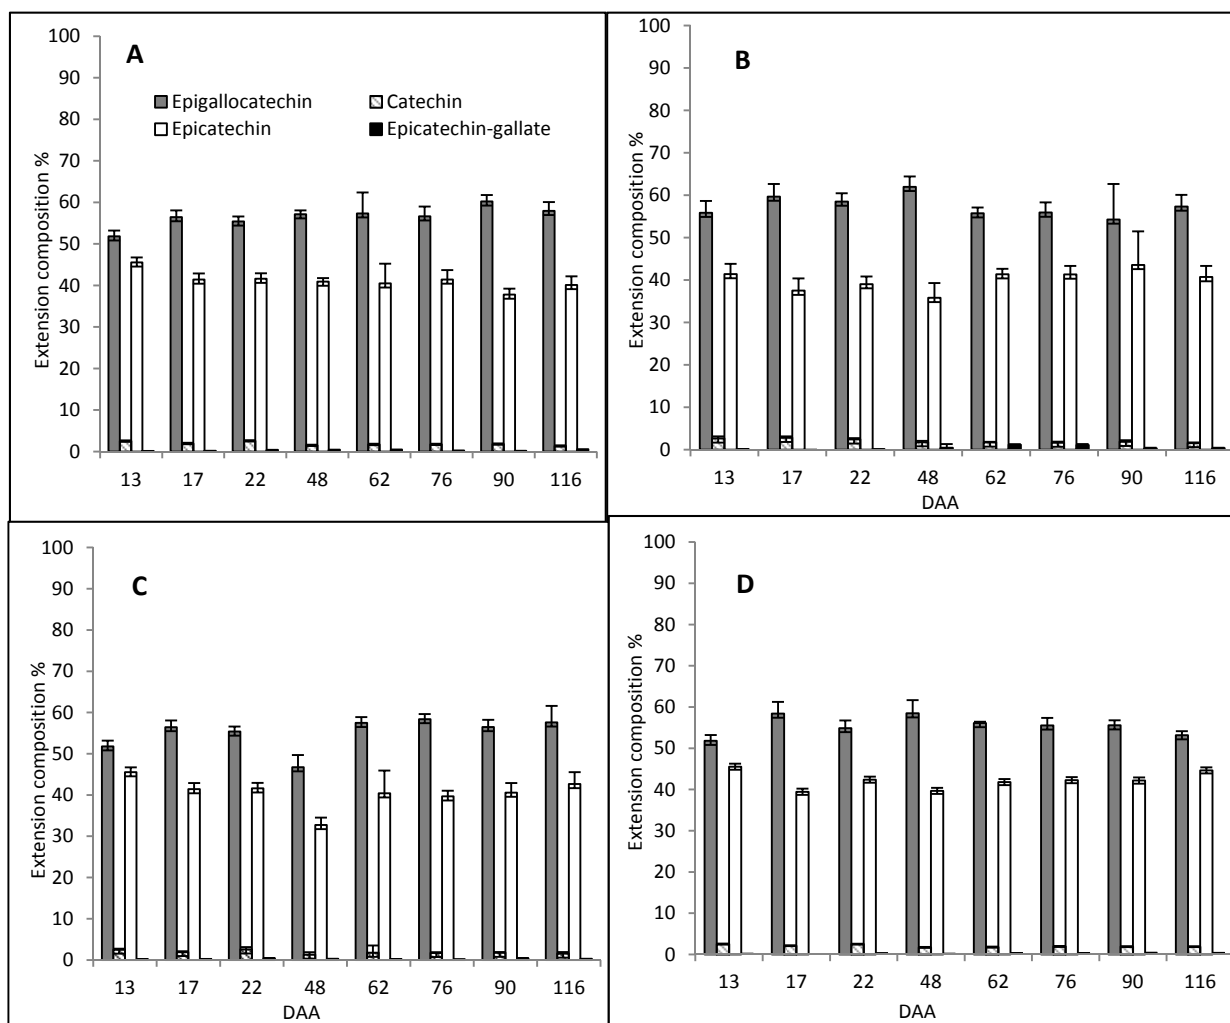 A
Epigallocatechin Catechin
Epicatechin Epicatechin-gallate
Extension composition %
100
90
80
70
60
50
40
30
20
10
0
13 17 22 48 62 76 90 116
B
Extension composition %
100
90
80
70
60
50
40
30
20
10
0
13 17 22 48 62 76 90 116
DAA
C
Extension composition %
100
90
80
70
60
50
40
30
20
10
0
13 17 22 48 62 76 90 116
DAA
D
Extension composition %
100
90
80
70
60
50
40
30
20
10
0
13 17 22 48 62 76 90 116
DAA